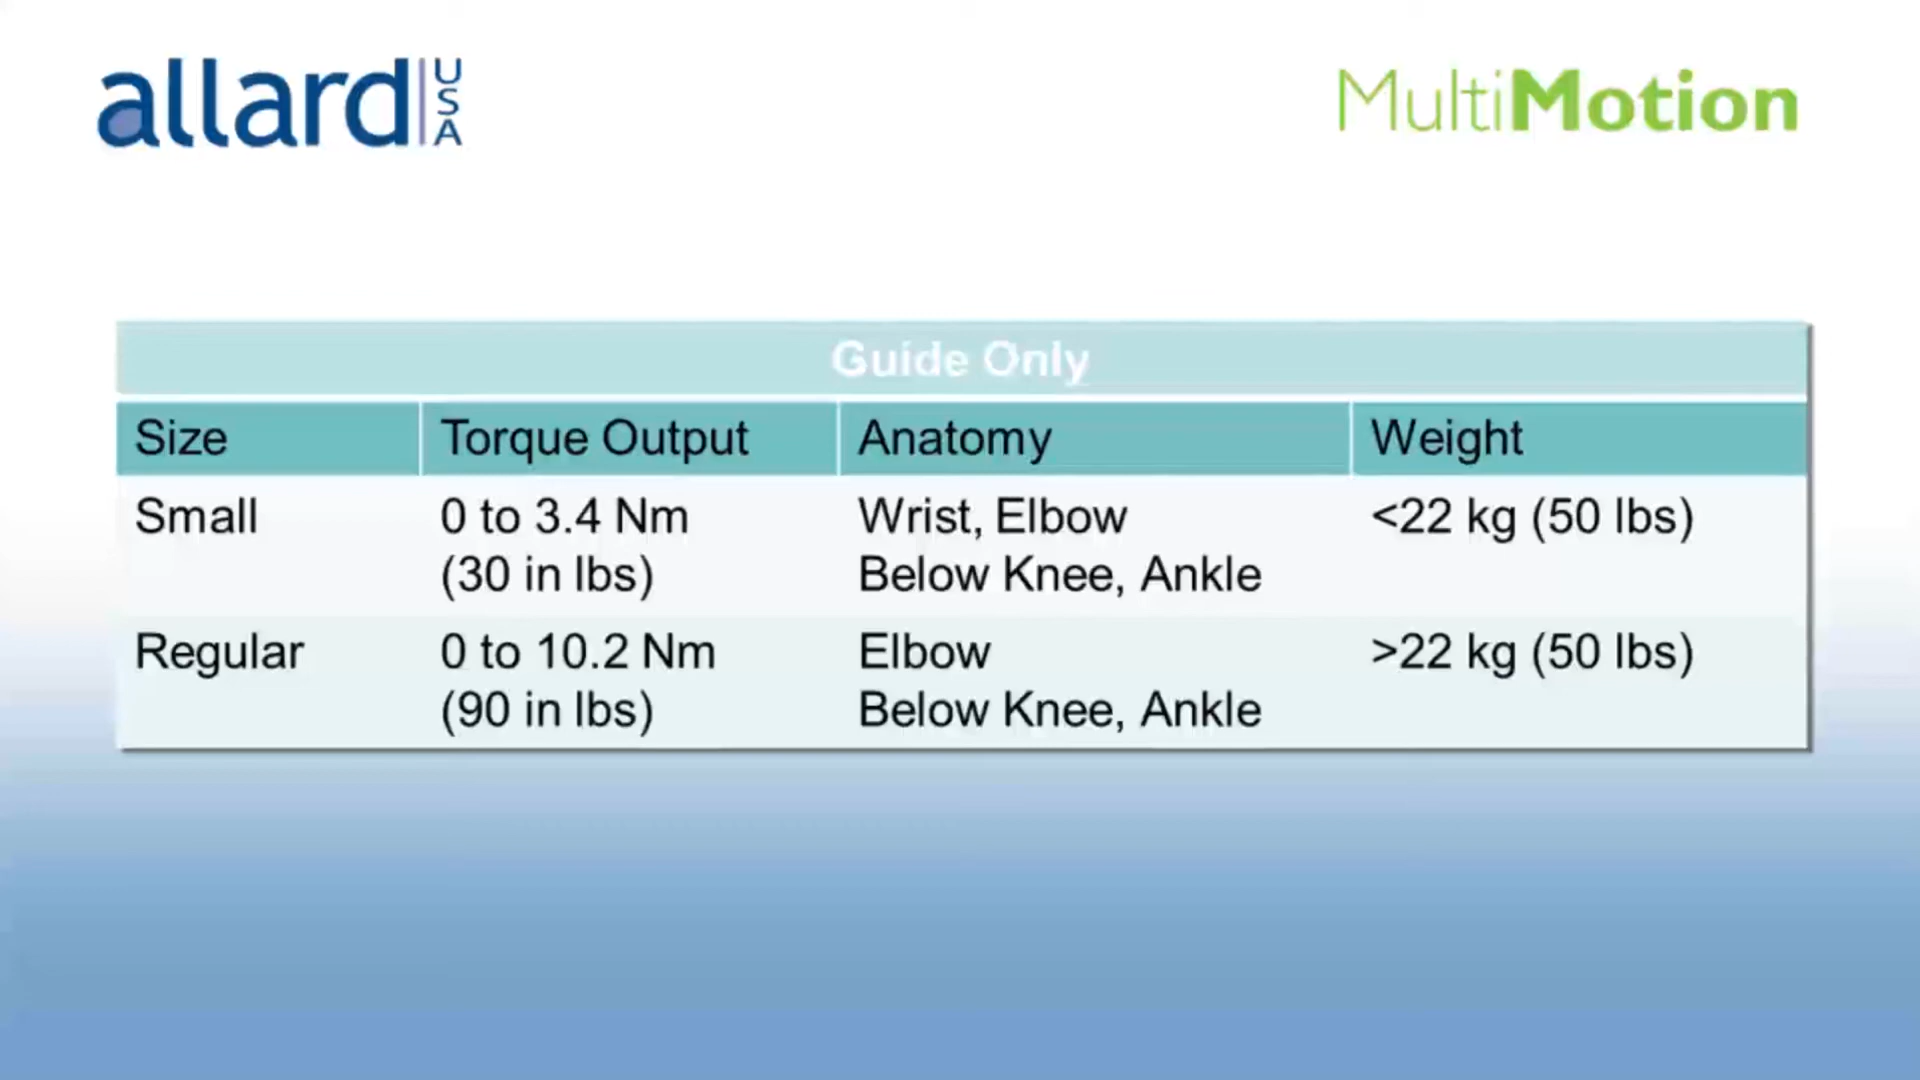 allard USA
MultiMotion
Guide Only
Size Torque Output Anatomy Weight
Small 0 to 3.4 Nm Wrist, Elbow <22 kg (50 lbs)
(30 in lbs) Below Knee, Ankle
Regular 0 to 10.2 Nm Elbow >22 kg (50 lbs)
(90 in lbs) Below Knee, Ankle